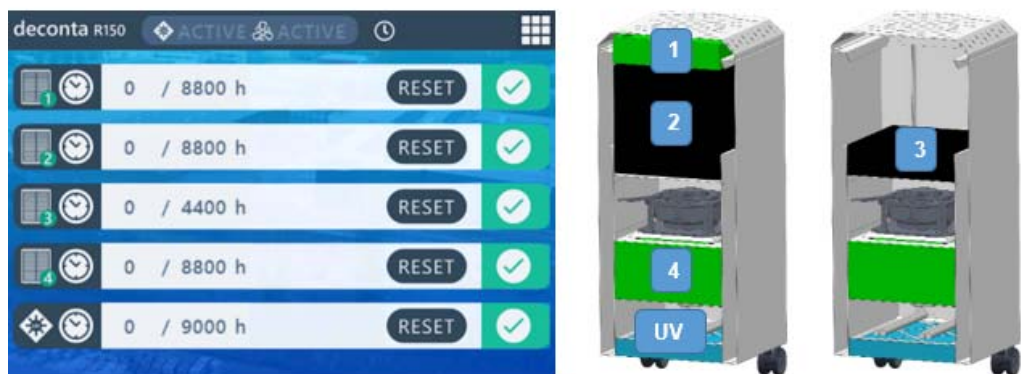 deconta R150 ACTIVE ACTIVE
1 0 / 8800 h RESET
2 0 / 8800 h RESET
3 0 / 4400 h RESET
4 0 / 8800 h RESET
0 / 9000 h RESET
1
2
4
UV
3